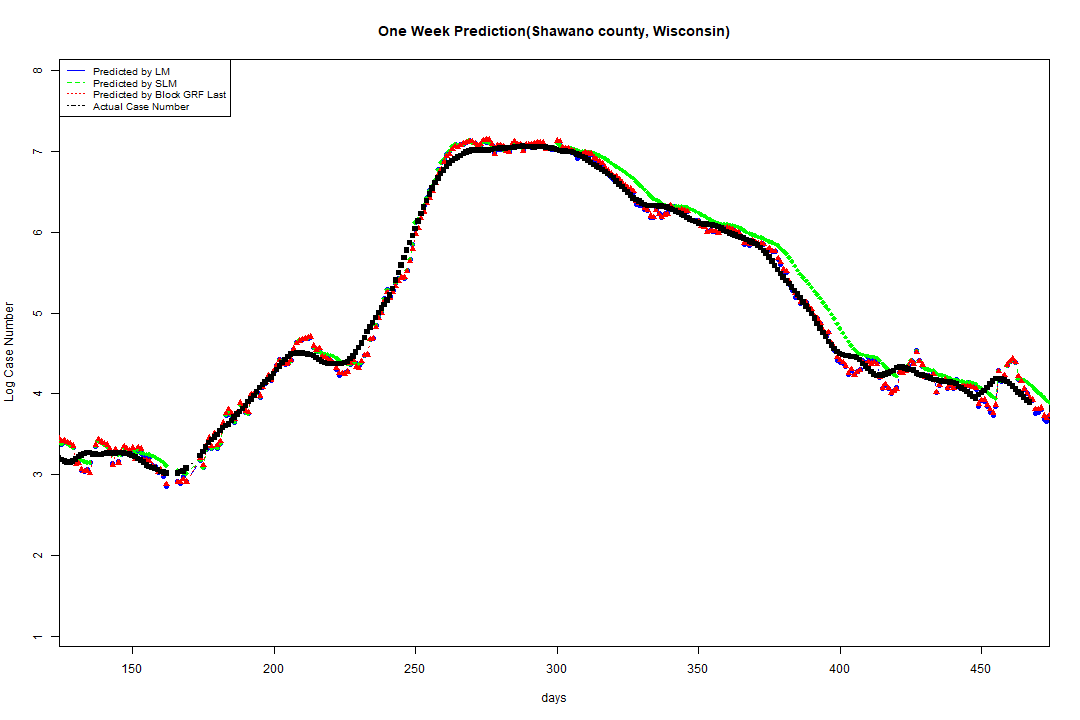 One Week Prediction(Shawano county, Wisconsin)
Predicted by LM
Predicted by SLM
Predicted by Block GRF Last
Actual Case Number
8
7
6
5
4
3
2
1
Log Case Number
150 200 250 300 350 400 450
days